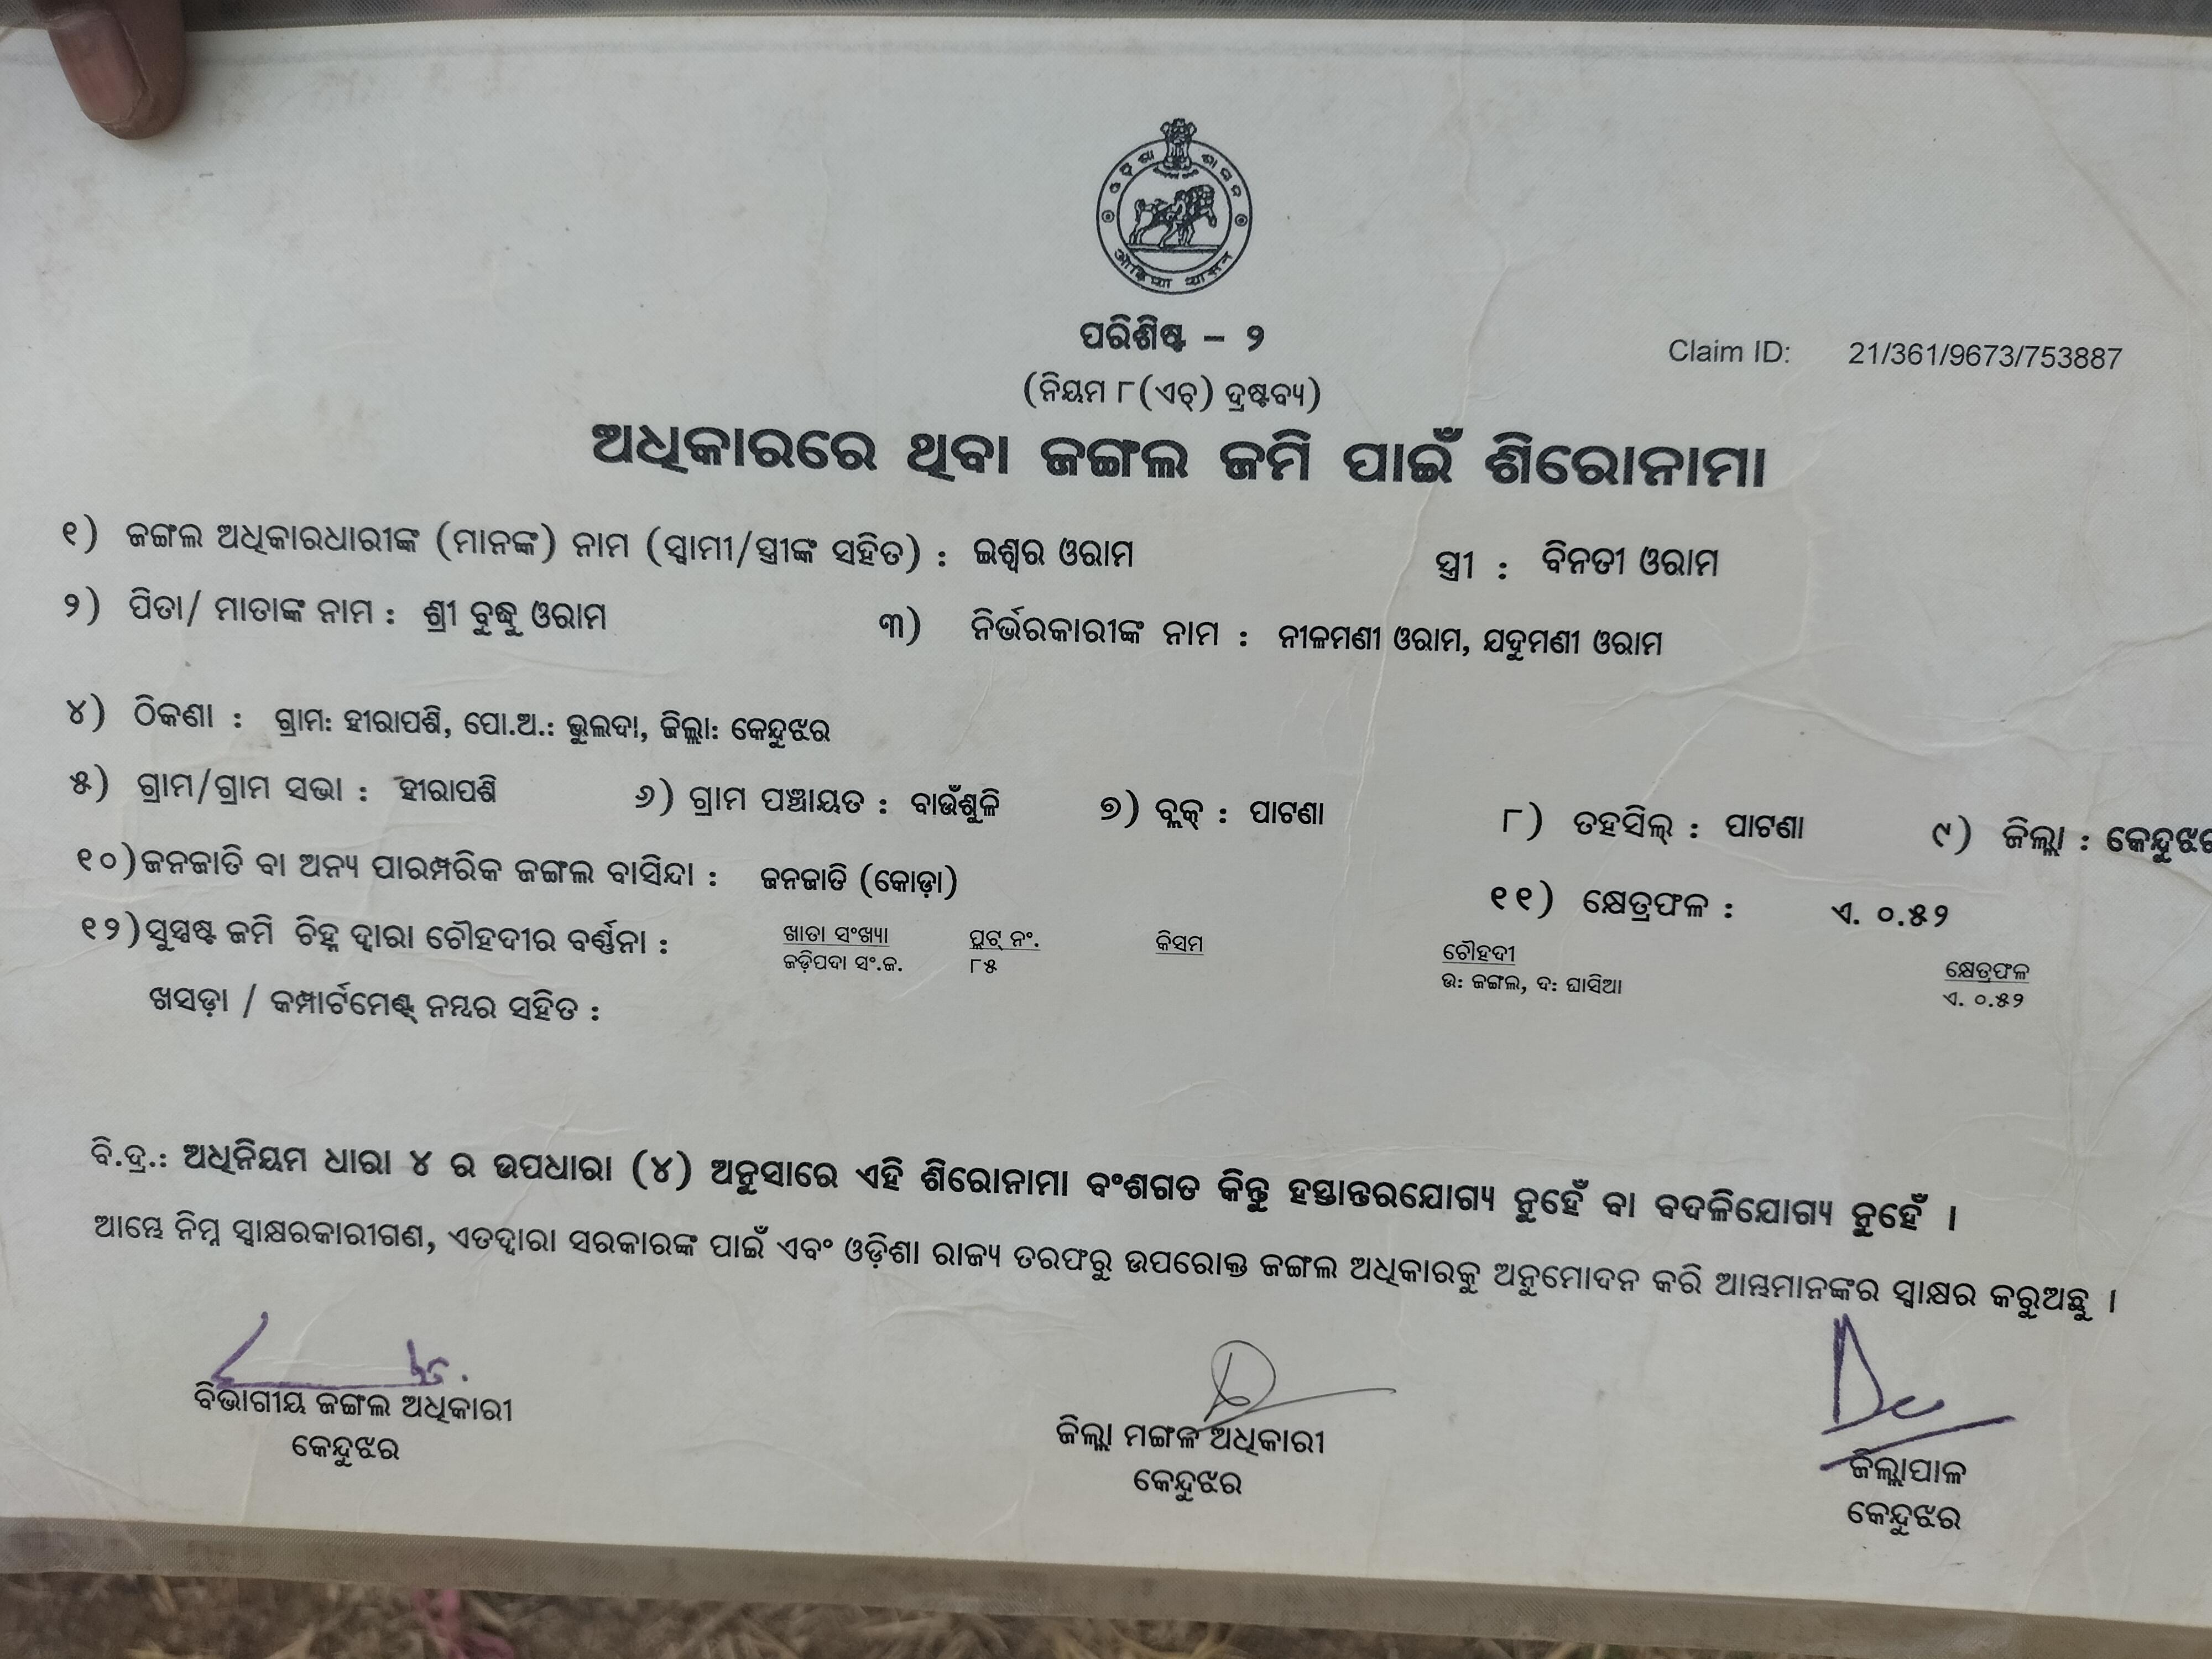 ଓଡ଼ିଶା ଶାସନ
ପରିଶିଷ୍ଟ – ୨
Claim ID: 21/361/9673/753887
(ନିୟମ ୮(ଏଚ୍) ଦ୍ରଷ୍ଟବ୍ୟ)
ଅଧିକାରରେ ଥିବା ଜଙ୍ଗଲ ଜମି ପାଇଁ ଶିରୋନାମା
୧) ଜଙ୍ଗଲ ଅଧିକାରଧାରୀଙ୍କ (ମାନଙ୍କ) ନାମ (ସ୍ୱାମୀ/ସ୍ତ୍ରୀଙ୍କ ସହିତ) : ଇଶ୍ୱର ଓରାମ ସ୍ତ୍ରୀ : ବିନତୀ ଓରାମ
୨) ପିତା/ ମାତାଙ୍କ ନାମ : ଶ୍ରୀ ବୁଦ୍ଧୁ ଓରାମ ୩) ନିର୍ଭରକାରୀଙ୍କ ନାମ : ନୀଳମଣୀ ଓରାମ, ଯଦୁମଣୀ ଓରାମ
୪) ଠିକଣା : ଗ୍ରାମ: ହୀରାପଶି, ପୋ.ଅ.: ଭୁଲଦା, ଜିଲ୍ଲା: କେନ୍ଦୁଝର
୫) ଗ୍ରାମ/ଗ୍ରାମ ସଭା : ହୀରାପଶି ୬) ଗ୍ରାମ ପଞ୍ଚାୟତ : ବାଉଁଶୁଳି ୭) ବ୍ଲକ୍ : ପାଟଣା ୮) ତହସିଲ୍ : ପାଟଣା ୯) ଜିଲ୍ଲା : କେନ୍ଦୁଝର
୧୦)ଜନଜାତି ବା ଅନ୍ୟ ପାରମ୍ପରିକ ଜଙ୍ଗଲ ବାସିନ୍ଦା : ଜନଜାତି (କୋଡ଼ା) ୧୧) କ୍ଷେତ୍ରଫଳ : ଏ. ୦.୫୨
୧୨)ସୁସ୍ପଷ୍ଟ ଜମି ଚିହ୍ନ ଦ୍ୱାରା ଚୌହଦୀର ବର୍ଣ୍ଣନା : ଖାତା ସଂଖ୍ୟା ପ୍ଲଟ୍ ନଂ. କିସମ ଚୌହଦୀ କ୍ଷେତ୍ରଫଳ
ଜଡ଼ିପଦା ସଂ.ଜ. ୮୫ ଉ: ଜଙ୍ଗଲ, ଦ: ଘାସିଆ ଏ. ୦.୫୨
ଖସଡ଼ା / କମ୍ପାର୍ଟମେଣ୍ଟ ନମ୍ବର ସହିତ :
ବି.ଦ୍ର.: ଅଧିନିୟମ ଧାରା ୪ ର ଉପଧାରା (୪) ଅନୁସାରେ ଏହି ଶିରୋନାମା ବଂଶଗତ କିନ୍ତୁ ହସ୍ତାନ୍ତରଯୋଗ୍ୟ ନୁହେଁ ବା ବଦଳିଯୋଗ୍ୟ ନୁହେଁ ।
ଆମ୍ଭେ ନିମ୍ନ ସ୍ୱାକ୍ଷରକାରୀଗଣ, ଏତଦ୍ୱାରା ସରକାରଙ୍କ ପାଇଁ ଏବଂ ଓଡ଼ିଶା ରାଜ୍ୟ ତରଫରୁ ଉପରୋକ୍ତ ଜଙ୍ଗଲ ଅଧିକାରକୁ ଅନୁମୋଦନ କରି ଆମ୍ଭମାନଙ୍କର ସ୍ୱାକ୍ଷର କରୁଅଛୁ ।
ବିଭାଗୀୟ ଜଙ୍ଗଲ ଅଧିକାରୀ
କେନ୍ଦୁଝର
ଜିଲ୍ଲା ମଙ୍ଗଳ ଅଧିକାରୀ
କେନ୍ଦୁଝର
ଜିଲ୍ଲାପାଳ
କେନ୍ଦୁଝର